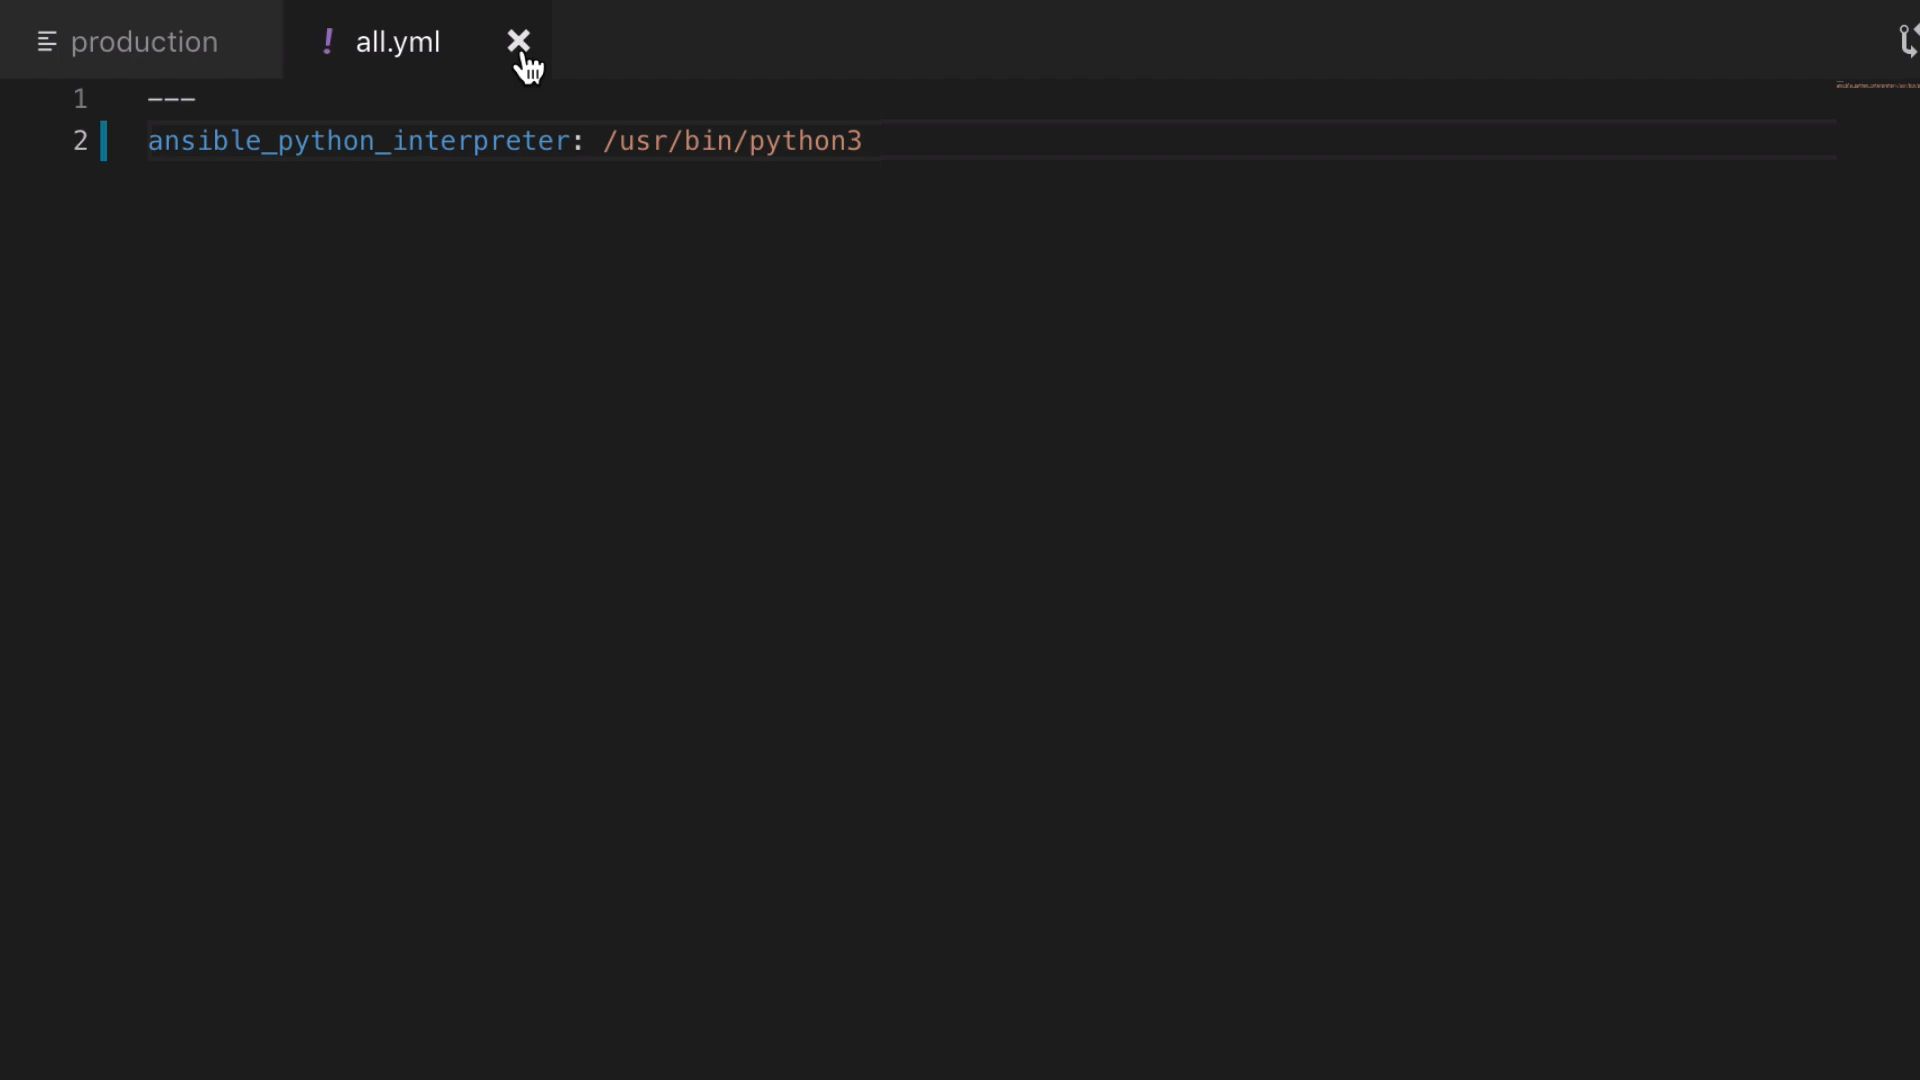 production
! all.yml
1 ---
2 ansible_python_interpreter: /usr/bin/python3